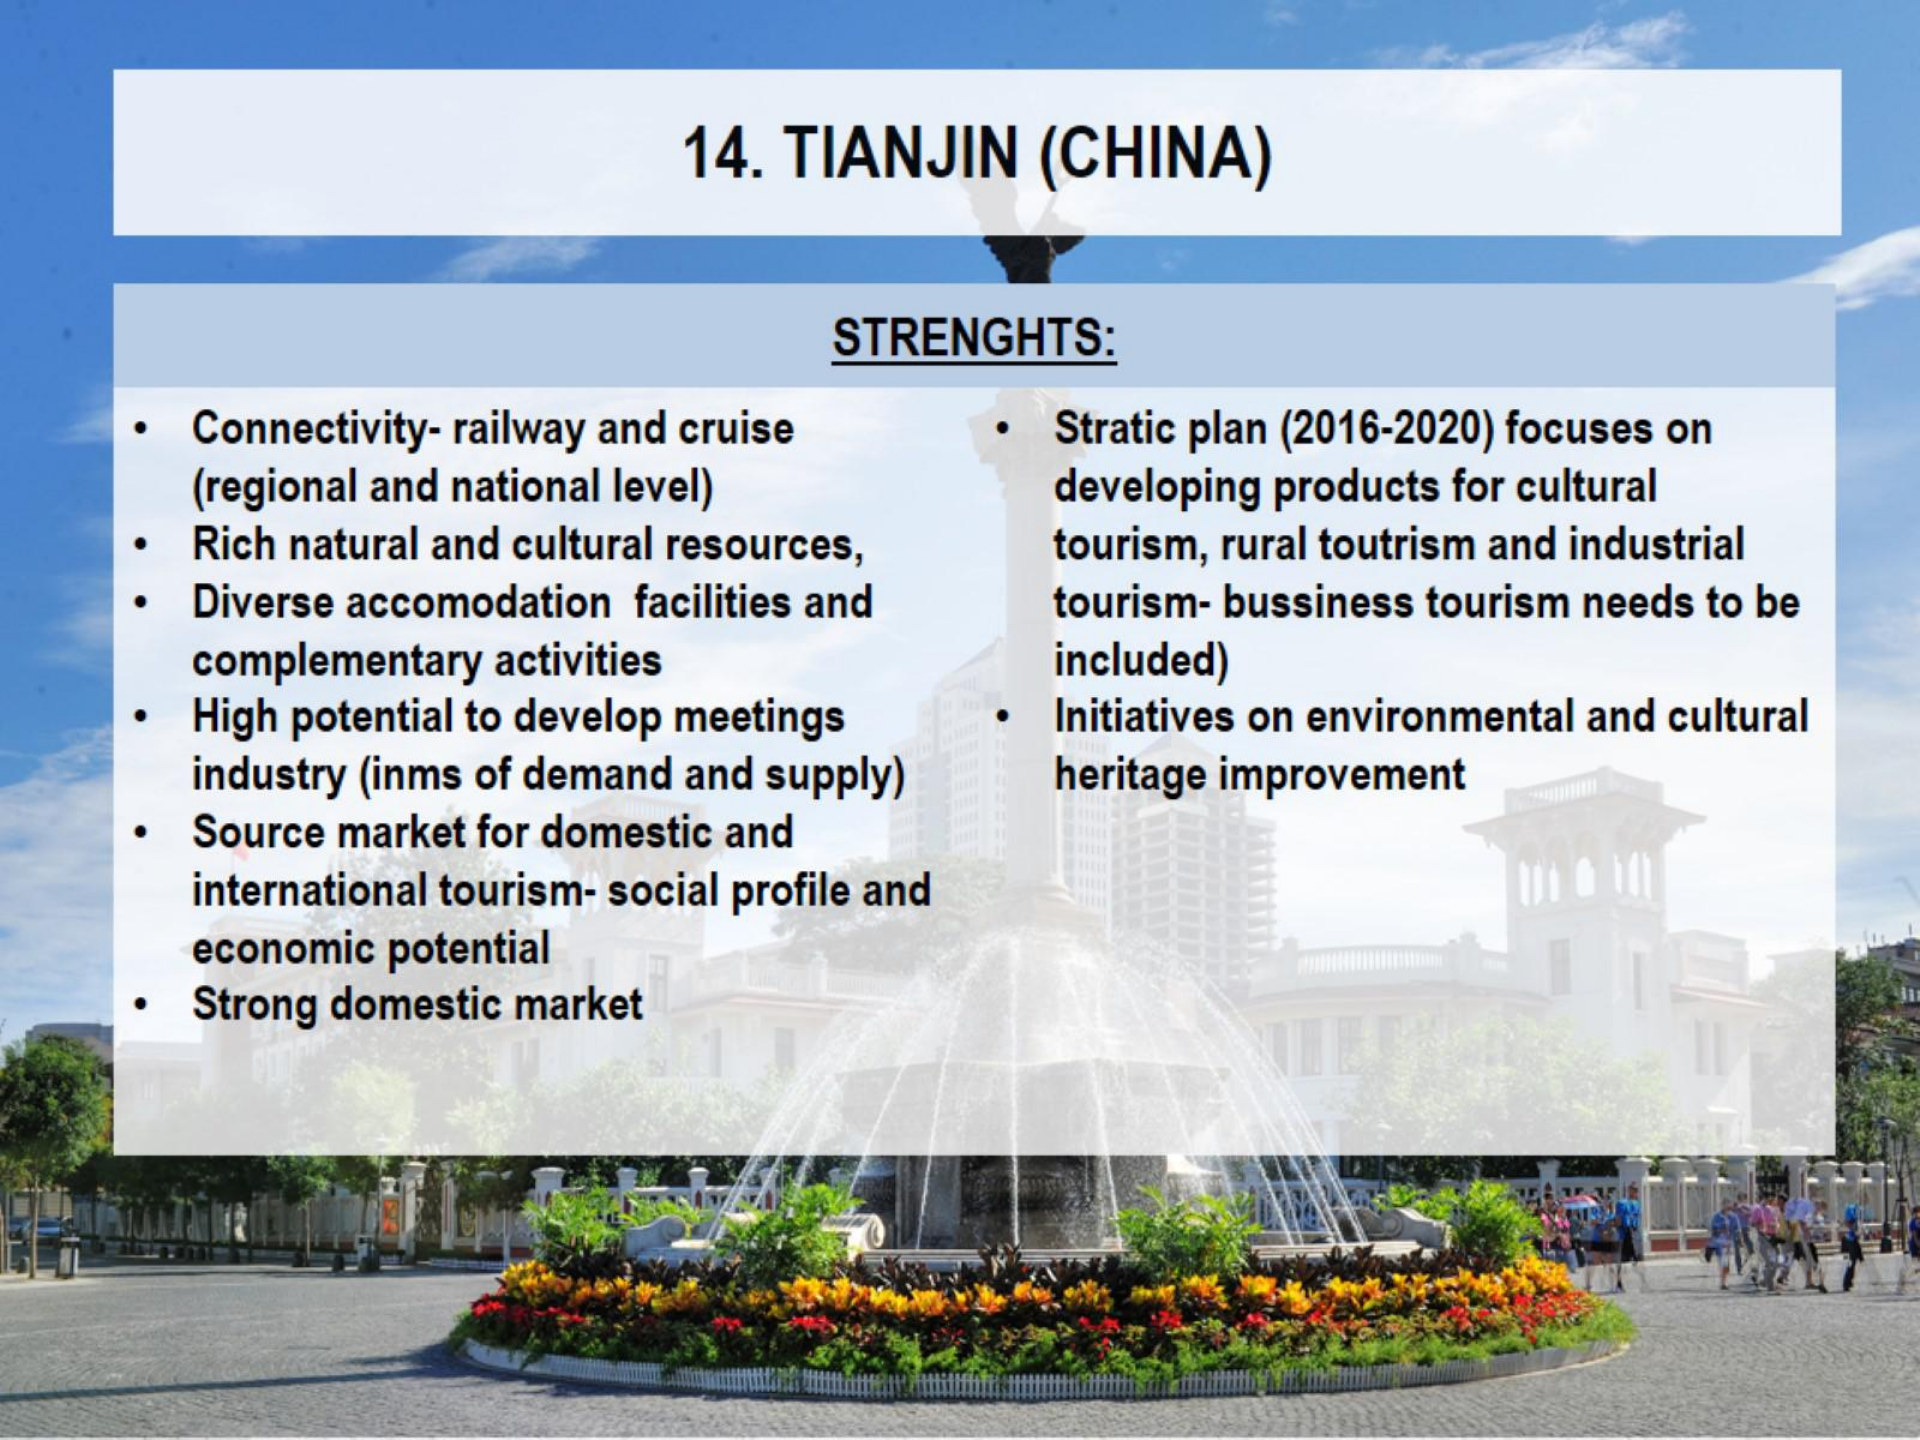 14. TIANJIN (CHINA)
STRENGHTS:
• Connectivity- railway and cruise
(regional and national level)
• Rich natural and cultural resources,
• Diverse accomodation  facilities and
complementary activities
• High potential to develop meetings
industry (inms of demand and supply)
• Source market for domestic and
international tourism- social profile and
economic potential
• Strong domestic market
• Stratic plan (2016-2020) focuses on
developing products for cultural
tourism, rural toutrism and industrial
tourism- bussiness tourism needs to be
included)
• Initiatives on environmental and cultural
heritage improvement